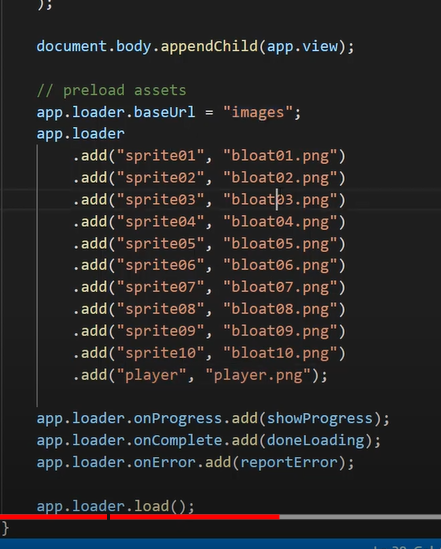 );
document.body.appendChild(app.view);
// preload assets
app.loader.baseUrl = "images";
app.loader
.add("sprite01", "bloat01.png")
.add("sprite02", "bloat02.png")
.add("sprite03", "bloat03.png")
.add("sprite04", "bloat04.png")
.add("sprite05", "bloat05.png")
.add("sprite06", "bloat06.png")
.add("sprite07", "bloat07.png")
.add("sprite08", "bloat08.png")
.add("sprite09", "bloat09.png")
.add("sprite10", "bloat10.png")
.add("player", "player.png");
app.loader.onProgress.add(showProgress);
app.loader.onComplete.add(doneLoading);
app.loader.onError.add(reportError);
app.loader.load();
}